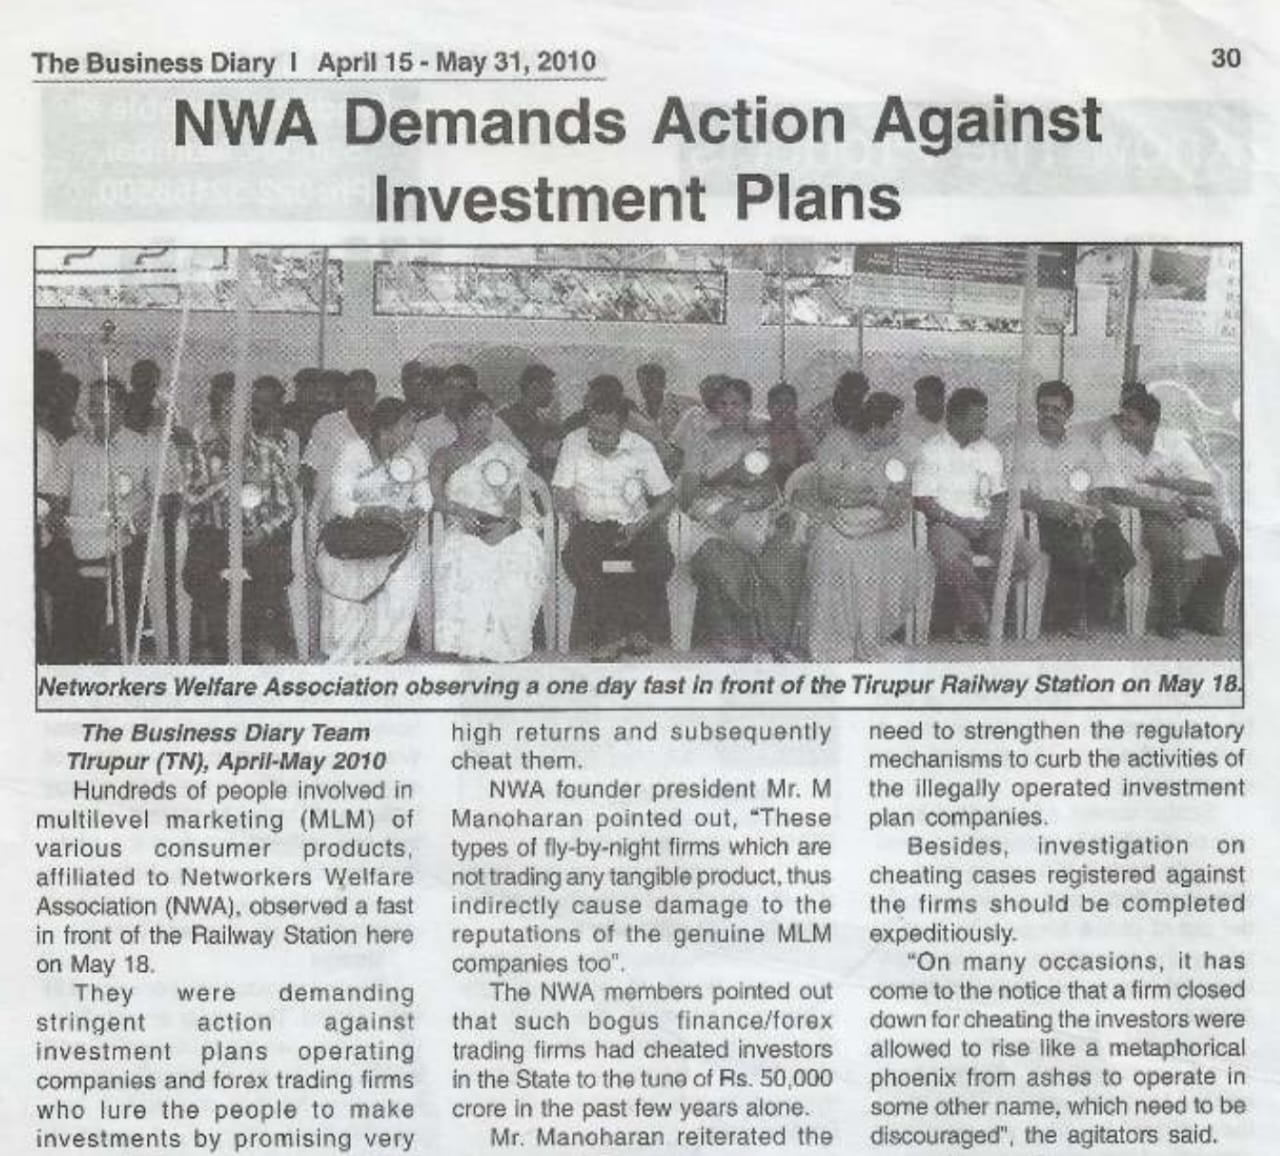 The Business Diary I April 15 - May 31, 2010
30
NWA Demands Action Against
Investment Plans
Networkers Welfare Association observing a one day fast in front of the Tirupur Railway Station on May 18.
The Business Diary Team
Tirupur (TN), April-May 2010
Hundreds of people involved in
multilevel marketing (MLM) of
various consumer products,
affiliated to Networkers Welfare
Association (NWA), observed a fast
in front of the Railway Station here
on May 18.
They were demanding
stringent action against
investment plans operating
companies and forex trading firms
who lure the people to make
investments by promising very
high returns and subsequently
cheat them.
NWA founder president Mr. M
Manoharan pointed out, "These
types of fly-by-night firms which are
not trading any tangible product, thus
indirectly cause damage to the
reputations of the genuine MLM
companies too".
The NWA members pointed out
that such bogus finance/forex
trading firms had cheated investors
in the State to the tune of Rs. 50,000
crore in the past few years alone.
Mr. Manoharan reiterated the
need to strengthen the regulatory
mechanisms to curb the activities of
the illegally operated investment
plan companies.
Besides, investigation on
cheating cases registered against
the firms should be completed
expeditiously.
"On many occasions, it has
come to the notice that a firm closed
down for cheating the investors were
allowed to rise like a metaphorical
phoenix from ashes to operate in
some other name, which need to be
discouraged", the agitators said.